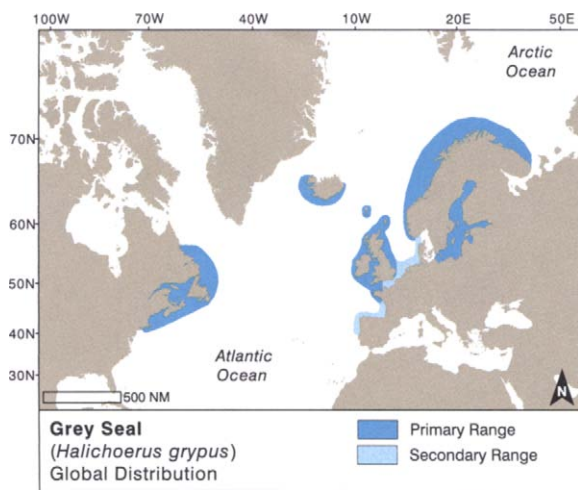 100W 70W 40W 10W 20E 50E
Arctic
Ocean
70N
60N
50N
40N
30N
Atlantic
Ocean
500 NM
N
Grey Seal
(Halichoerus grypus)
Global Distribution
Primary Range
Secondary Range